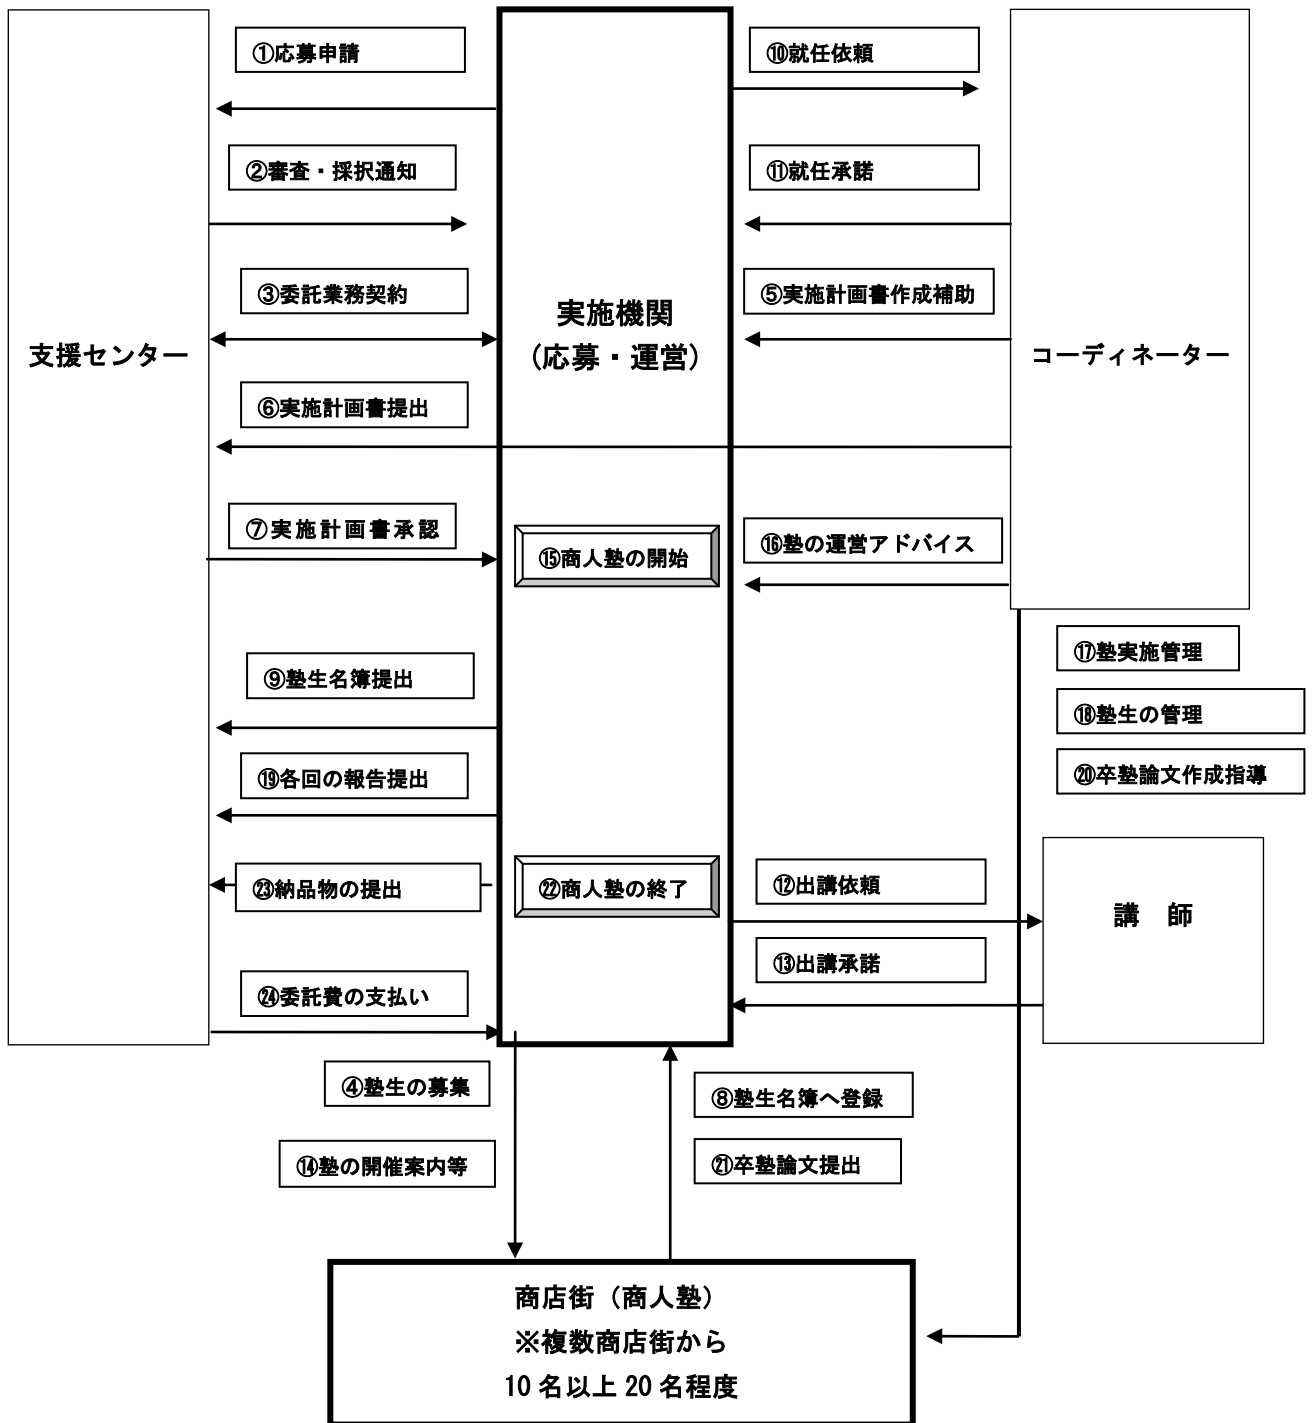 ①応募申請
⑩就任依頼
②審査・採択通知
⑪就任承諾
③委託業務契約
⑤実施計画書作成補助
実施機関
(応募・運営)
支援センター
コーディネーター
⑥実施計画書提出
⑦実施計画書承認
⑮商人塾の開始
⑯塾の運営アドバイス
⑰塾実施管理
⑨塾生名簿提出
⑱塾生の管理
⑲各回の報告提出
⑳卒塾論文作成指導
㉓納品物の提出
㉒商人塾の終了
⑫出講依頼
講 師
⑬出講承諾
㉔委託費の支払い
④塾生の募集
⑧塾生名簿へ登録
⑭塾の開催案内等
㉑卒塾論文提出
商店街（商人塾）
※複数商店街から
10 名以上 20 名程度